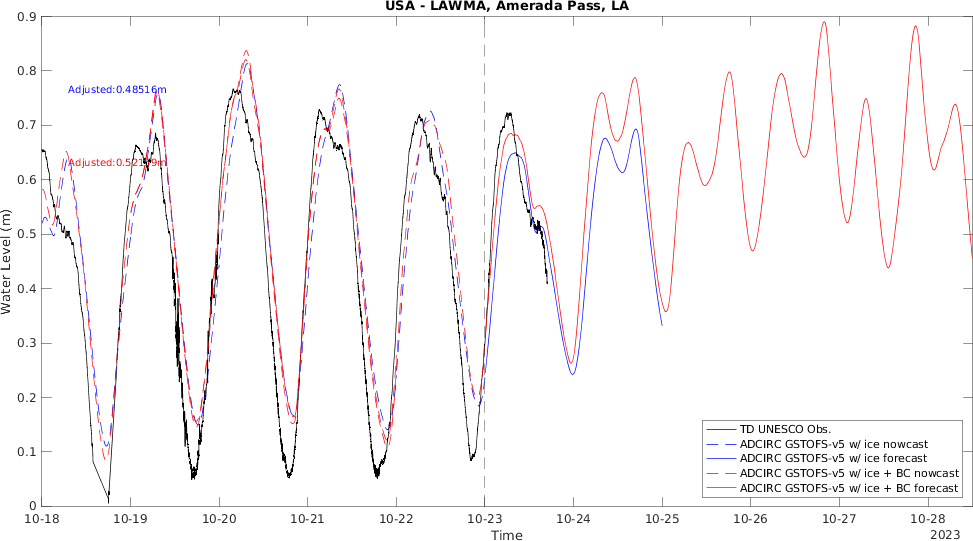 USA - LAWMA, Amerada Pass, LA
0.9
0.8
0.7
0.6
0.5
0.4
0.3
0.2
0.1
0
Water Level (m)
Adjusted:0.48516m
TD UNESCO Obs.
ADCIRC GSTOFS-v5 w/ ice nowcast
ADCIRC GSTOFS-v5 w/ ice forecast
ADCIRC GSTOFS-v5 w/ ice + BC nowcast
ADCIRC GSTOFS-v5 w/ ice + BC forecast
10-18 10-19 10-20 10-21 10-22 10-23 10-24 10-25 10-26 10-27 10-28
Time
2023